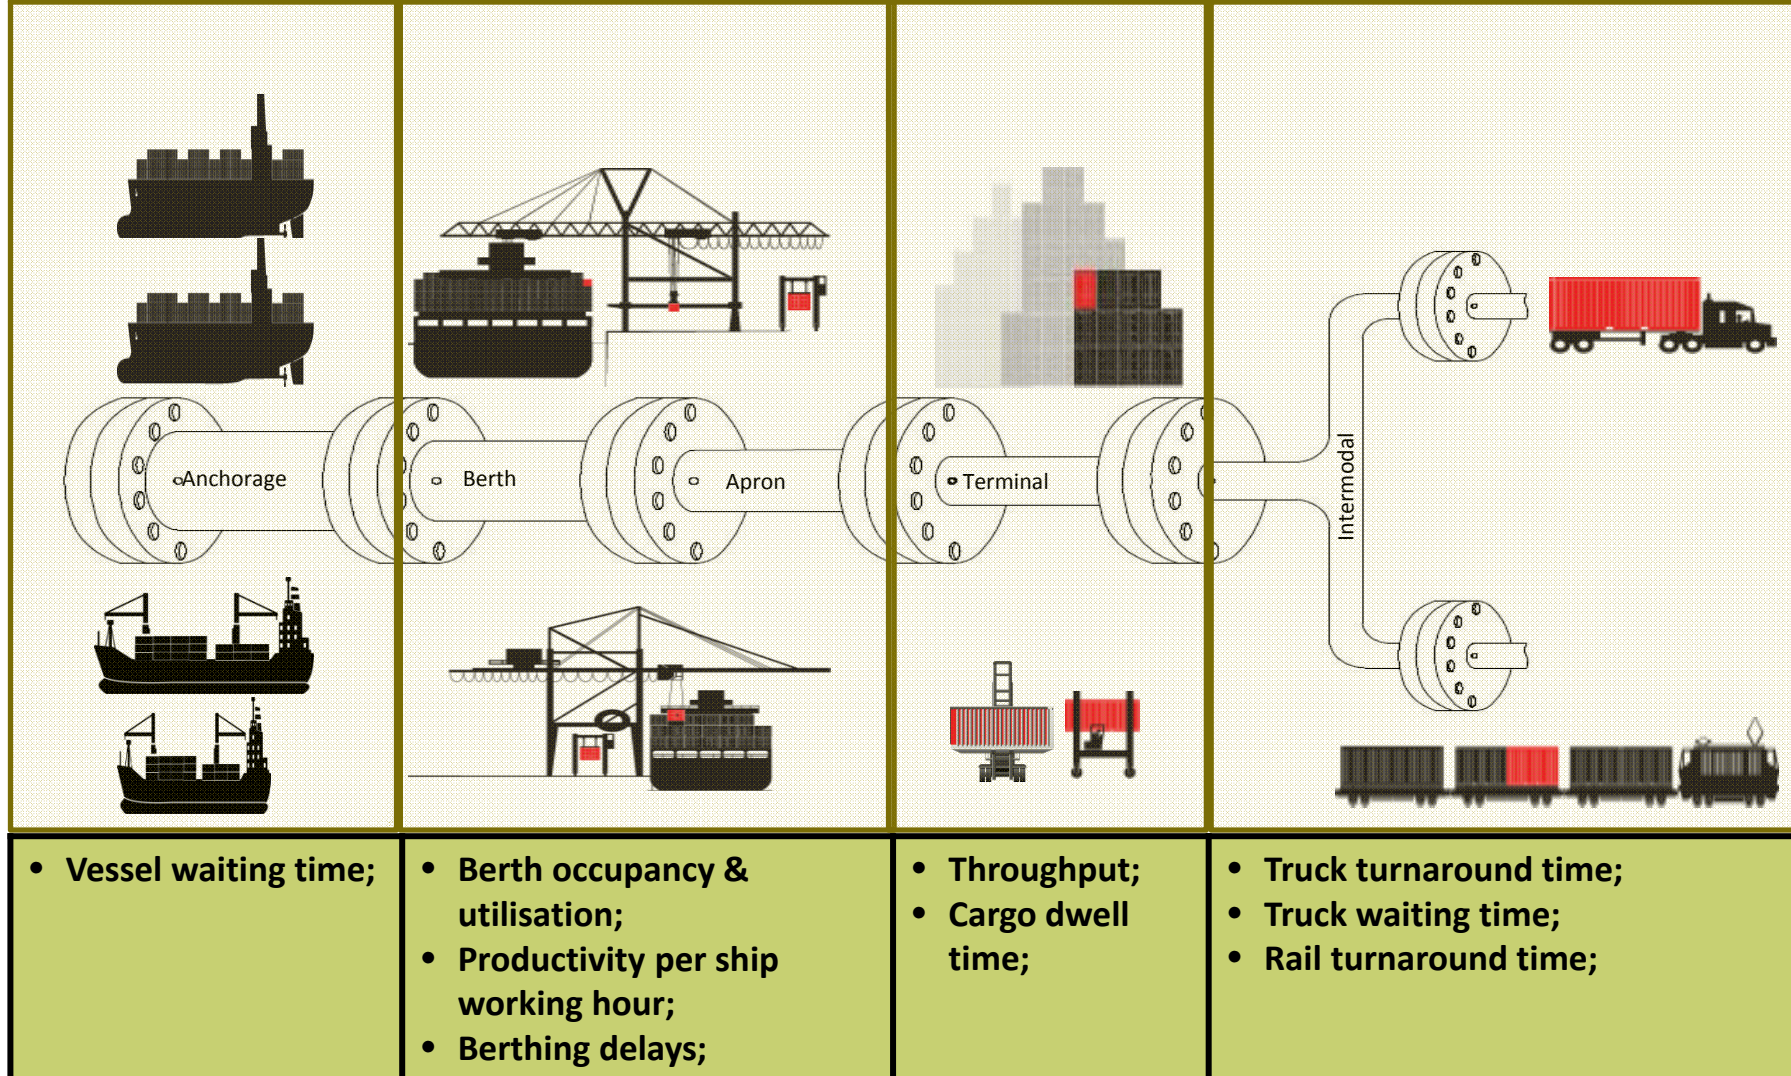 Anchorage
Berth
Apron
Terminal
Intermodal
• Vessel waiting time;
• Berth occupancy &
utilisation;
• Productivity per ship
working hour;
• Berthing delays;
• Throughput;
• Cargo dwell
time;
• Truck turnaround time;
• Truck waiting time;
• Rail turnaround time;